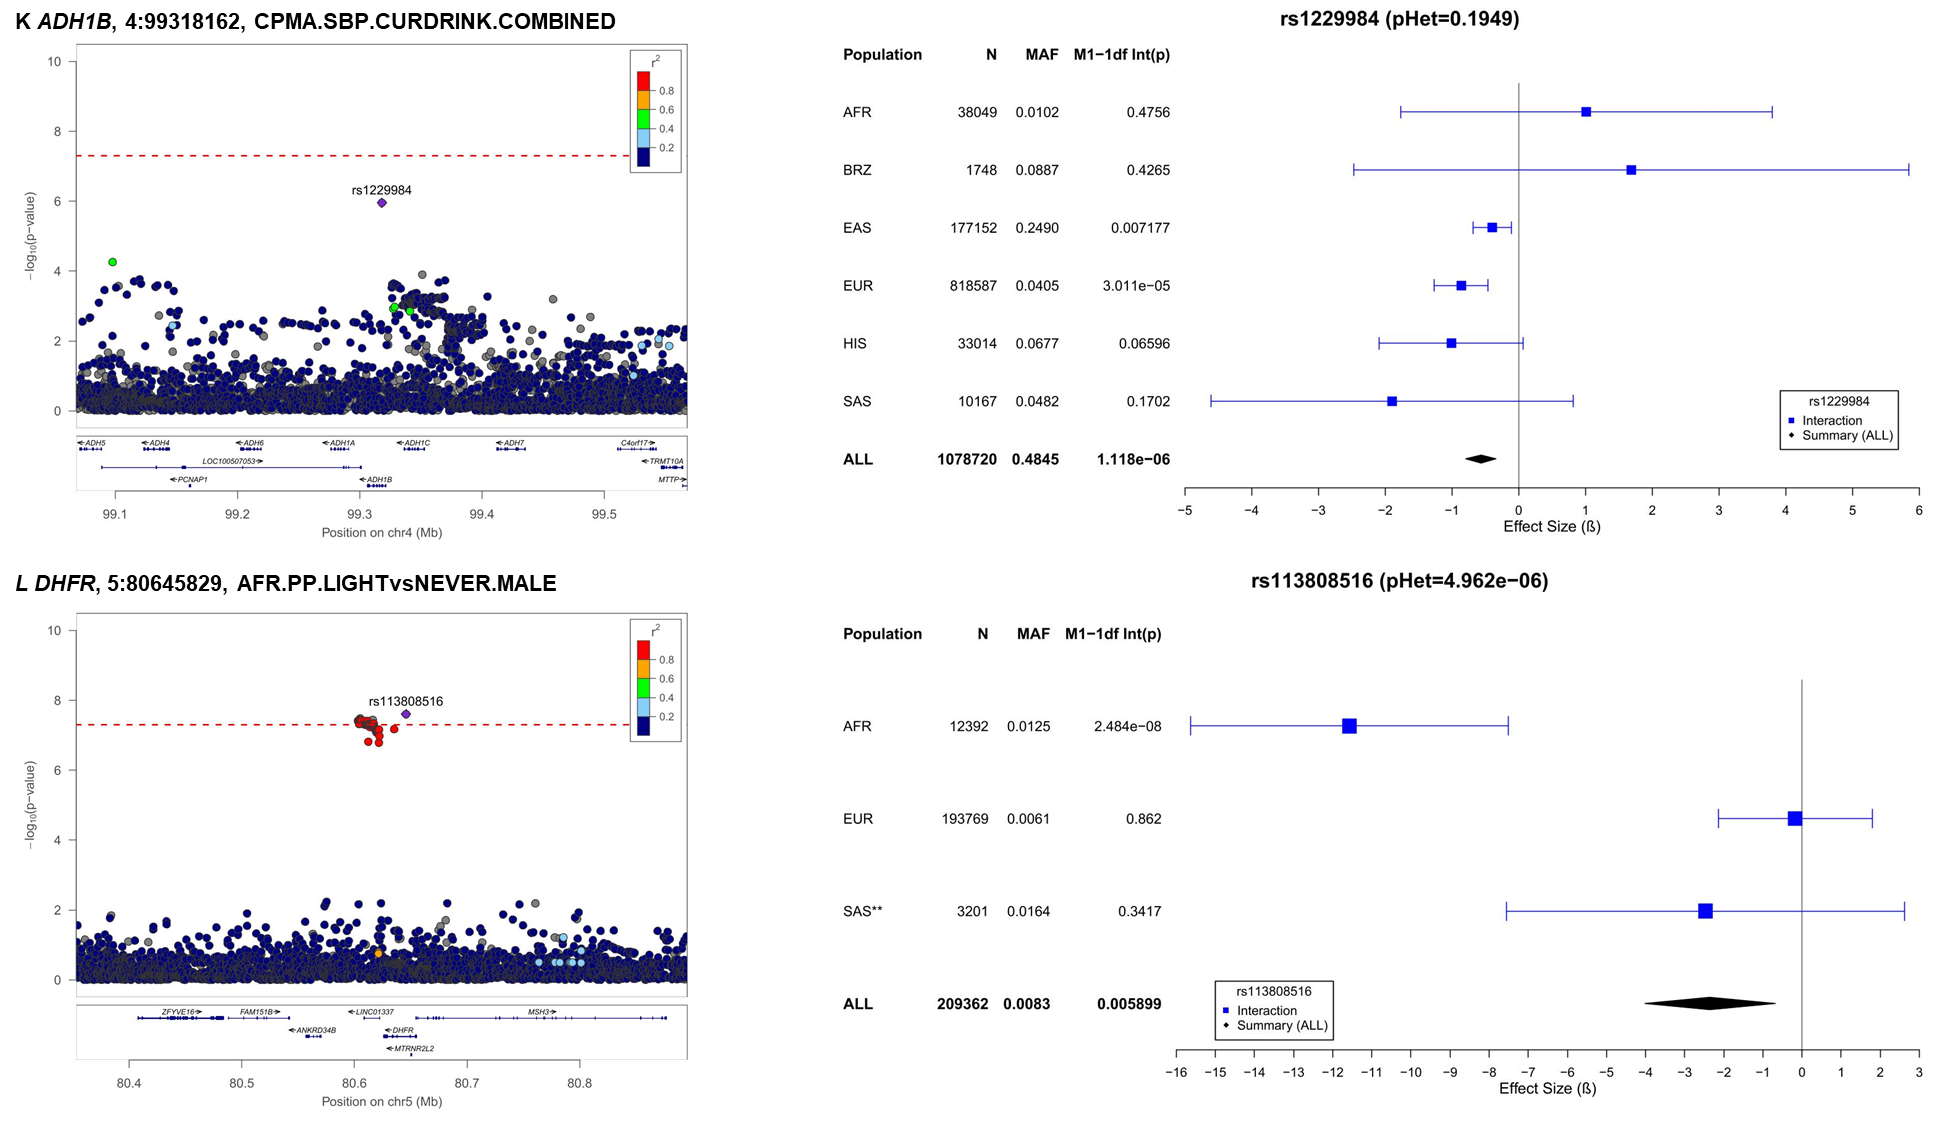 K ADH1B, 4:99318162, CPMA.SBP.CURDRINK.COMBINED
10
8
6
4
2
0
−log10(p−value)
r2
0.8
0.6
0.4
0.2
rs1229984
ADH5
ADH4
ADH6
ADH1A
ADH1C
ADH7
C4orf17
LOC100507053
TRMT10A
PCNAP1
ADH1B
MTTP
99.1 99.2 99.3 99.4 99.5
Position on chr4 (Mb)
rs1229984 (pHet=0.1949)
Population N MAF M1−1df Int(p)
AFR 38049 0.0102 0.4756
BRZ 1748 0.0887 0.4265
EAS 177152 0.2490 0.007177
EUR 818587 0.0405 3.011e−05
HIS 33014 0.0677 0.06596
SAS 10167 0.0482 0.1702
ALL 1078720 0.4845 1.118e−06
rs1229984
Interaction
Summary (ALL)
−5 −4 −3 −2 −1 0 1 2 3 4 5 6
Effect Size (ß)
L DHFR, 5:80645829, AFR.PP.LIGHTvsNEVER.MALE
10
8
6
4
2
0
−log10(p−value)
r2
0.8
0.6
0.4
0.2
rs113808516
ZFYVE16
FAM151B
LINC01337
MSH3
ANKRD34B
DHFR
MTRNR2L2
80.4 80.5 80.6 80.7 80.8
Position on chr5 (Mb)
rs113808516 (pHet=4.962e−06)
Population N MAF M1−1df Int(p)
AFR 12392 0.0125 2.484e−08
EUR 193769 0.0061 0.862
SAS** 3201 0.0164 0.3417
ALL 209362 0.0083 0.005899
rs113808516
Interaction
Summary (ALL)
−16 −15 −14 −13 −12 −11 −10 −9 −8 −7 −6 −5 −4 −3 −2 −1 0 1 2 3
Effect Size (ß)